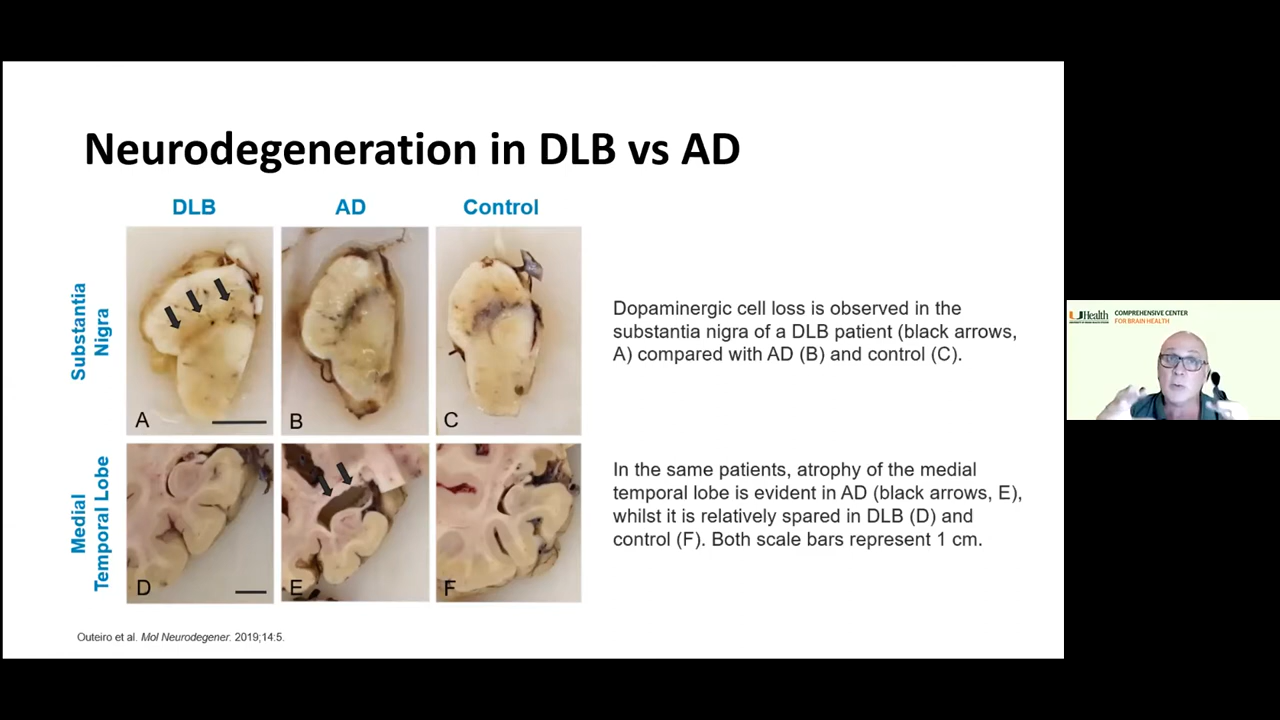 Neurodegeneration in DLB vs AD
DLB
AD
Control
Substantia
Nigra
A
B
C
Dopaminergic cell loss is observed in the
substantia nigra of a DLB patient (black arrows,
A) compared with AD (B) and control (C).
Medial
Temporal Lobe
D
E
F
In the same patients, atrophy of the medial
temporal lobe is evident in AD (black arrows, E),
whilst it is relatively spared in DLB (D) and
control (F). Both scale bars represent 1 cm.
Outeiro et al. Mol Neurodegener. 2019;14:5.
UHealth
COMPREHENSIVE CENTER
FOR BRAIN HEALTH